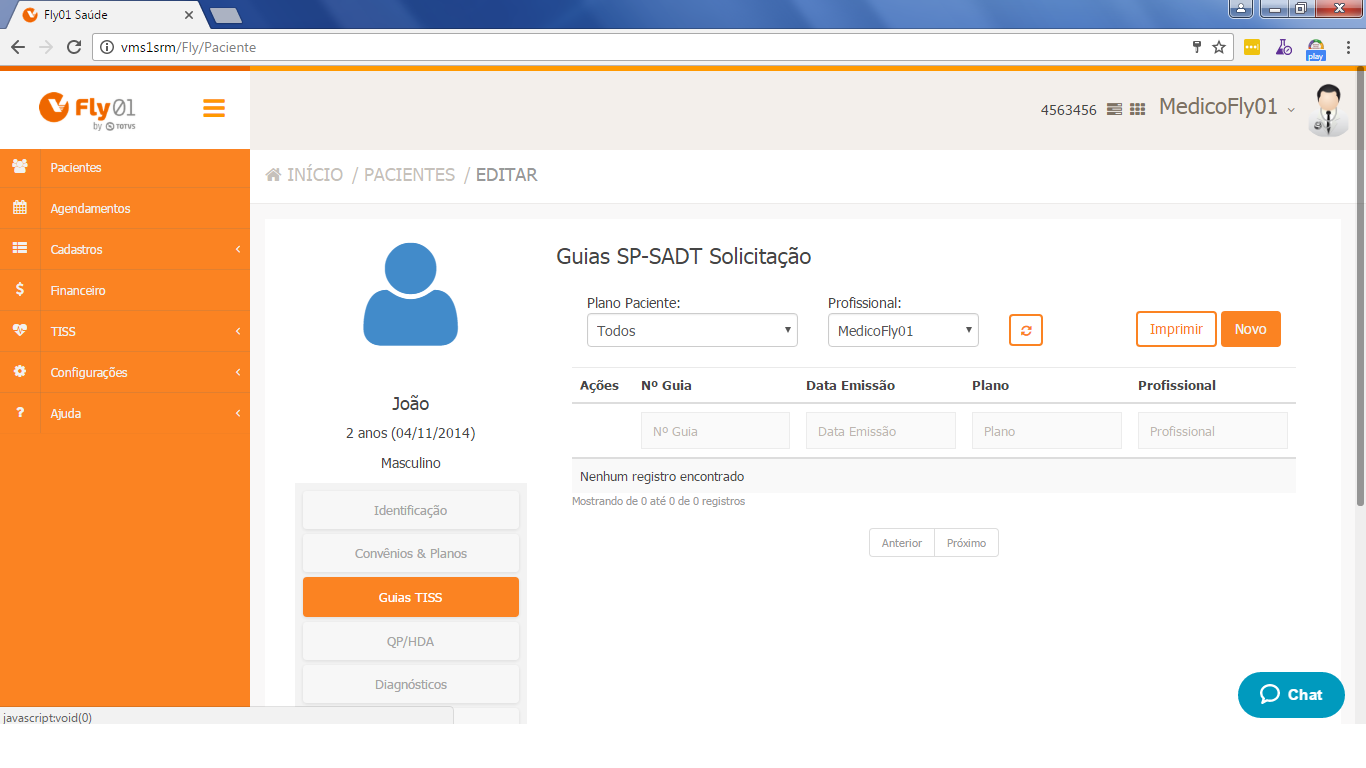 Fly01 Saúde
vms1srm/Fly/Paciente
play
Fly01
by TOTVS
4563456
MedicoFly01
Pacientes
Agendamentos
Cadastros
Financeiro
TISS
Configurações
Ajuda
INÍCIO / PACIENTES / EDITAR
João
2 anos (04/11/2014)
Masculino
Identificação
Convênios & Planos
Guias TISS
QP/HDA
Diagnósticos
Guias SP-SADT Solicitação
Plano Paciente: Profissional:
Todos MedicoFly01 Imprimir Novo
Ações Nº Guia Data Emissão Plano Profissional
Nº Guia Data Emissão Plano Profissional
Nenhum registro encontrado
Mostrando de 0 até 0 de 0 registros
Anterior Próximo
Chat
javascript:void(0)